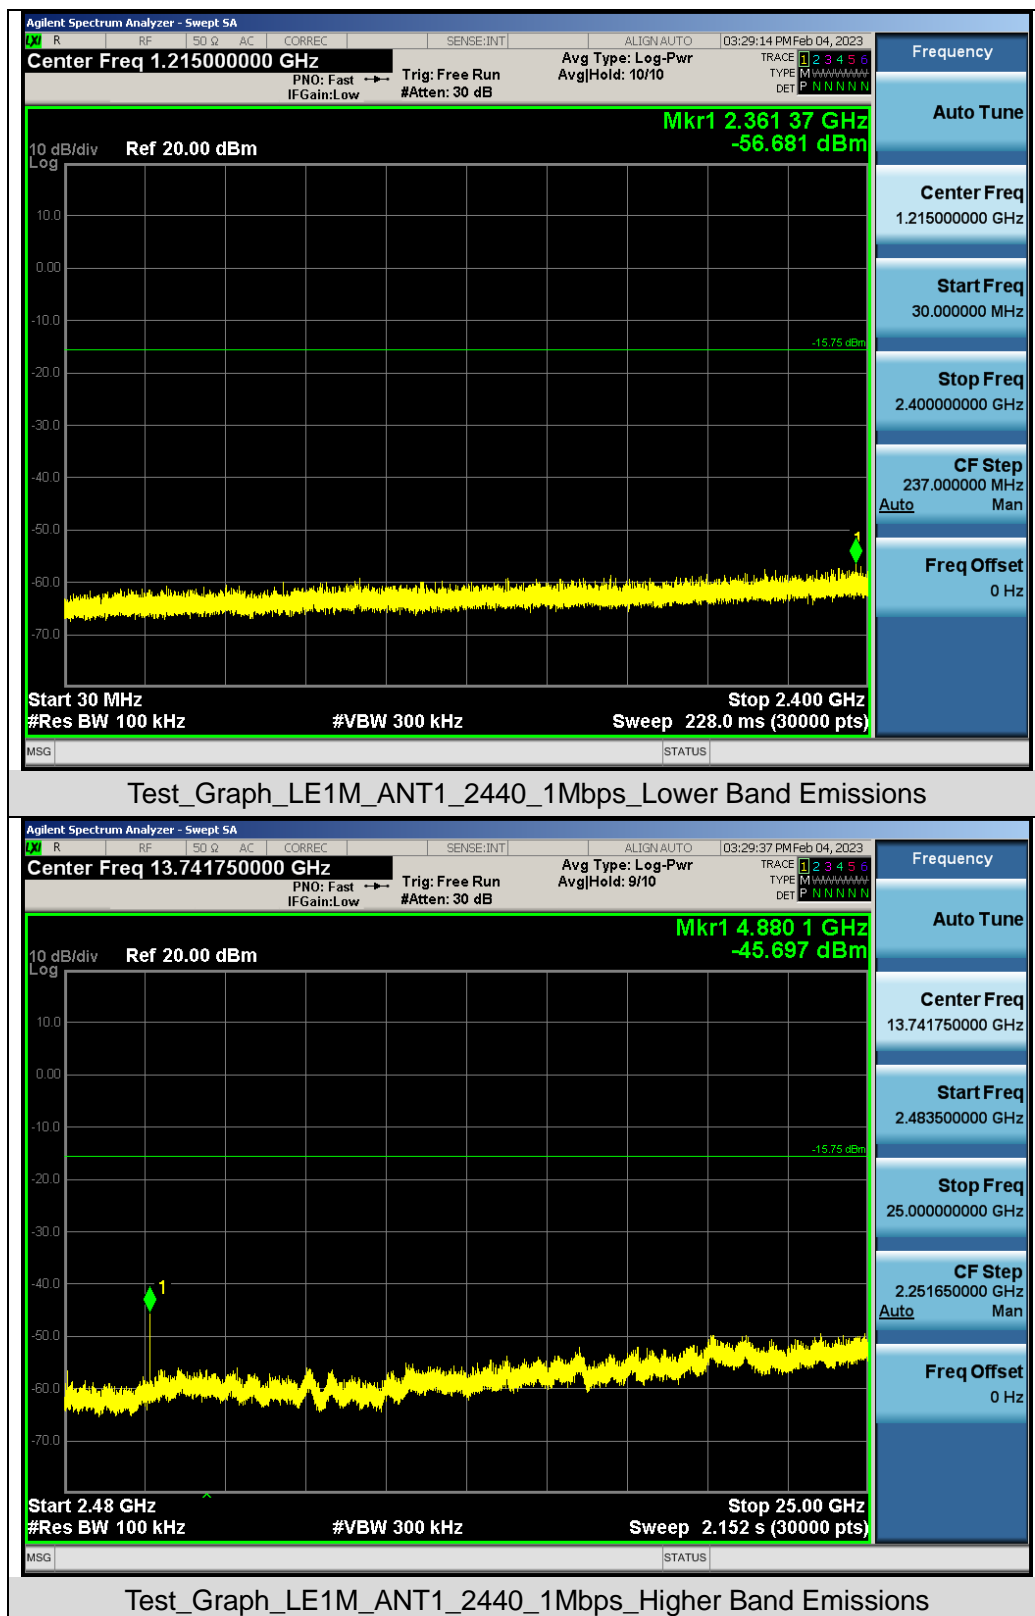 Agilent Spectrum Analyzer - Swept SA
LXI R RF 50 Ω AC CORREC SENSE:INT ALIGN AUTO 03:29:14 PM Feb 04, 2023
Center Freq 1.215000000 GHz
PNO: Fast
IFGain:Low
Trig: Free Run
#Atten: 30 dB
Avg Type: Log-Pwr
Avg|Hold: 10/10
TRACE 1 2 3 4 5 6
TYPE M
DET P N N N N N
Mkr1 2.361 37 GHz
-56.681 dBm
10 dB/div Ref 20.00 dBm
Log
10.0
0.00
-10.0
-15.75 dBm
-20.0
-30.0
-40.0
-50.0
1
-60.0
-70.0
Start 30 MHz Stop 2.400 GHz
#Res BW 100 kHz #VBW 300 kHz Sweep 228.0 ms (30000 pts)
MSG STATUS
Frequency
Auto Tune
Center Freq
1.215000000 GHz
Start Freq
30.000000 MHz
Stop Freq
2.400000000 GHz
CF Step
237.000000 MHz
Auto Man
Freq Offset
0 Hz
Test_Graph_LE1M_ANT1_2440_1Mbps_Lower Band Emissions
Agilent Spectrum Analyzer - Swept SA
LXI R RF 50 Ω AC CORREC SENSE:INT ALIGN AUTO 03:29:37 PM Feb 04, 2023
Center Freq 13.741750000 GHz
PNO: Fast
IFGain:Low
Trig: Free Run
#Atten: 30 dB
Avg Type: Log-Pwr
Avg|Hold: 9/10
TRACE 1 2 3 4 5 6
TYPE M
DET P N N N N N
Mkr1 4.880 1 GHz
-45.697 dBm
10 dB/div Ref 20.00 dBm
Log
10.0
0.00
-10.0
-15.75 dBm
-20.0
-30.0
-40.0
1
-50.0
-60.0
-70.0
Start 2.48 GHz Stop 25.00 GHz
#Res BW 100 kHz #VBW 300 kHz Sweep 2.152 s (30000 pts)
MSG STATUS
Frequency
Auto Tune
Center Freq
13.741750000 GHz
Start Freq
2.483500000 GHz
Stop Freq
25.000000000 GHz
CF Step
2.251650000 GHz
Auto Man
Freq Offset
0 Hz
Test_Graph_LE1M_ANT1_2440_1Mbps_Higher Band Emissions